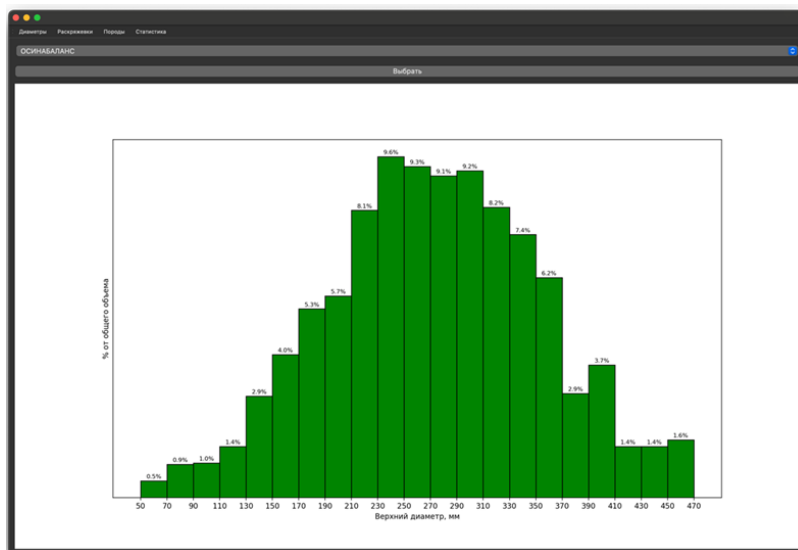 Диаметры Раскряжевки Породы Статистика
ОСИНАБАЛАНС
Выбрать
9.6%
9.3%
9.2%
9.1%
8.2%
8.1%
7.4%
6.2%
5.7%
5.3%
4.0%
3.7%
2.9% 2.9%
1.6%
1.4% 1.4% 1.4%
0.9% 1.0%
0.5%
% от общего объема
50 70 90 110 130 150 170 190 210 230 250 270 290 310 330 350 370 390 410 430 450 470
Верхний диаметр, мм